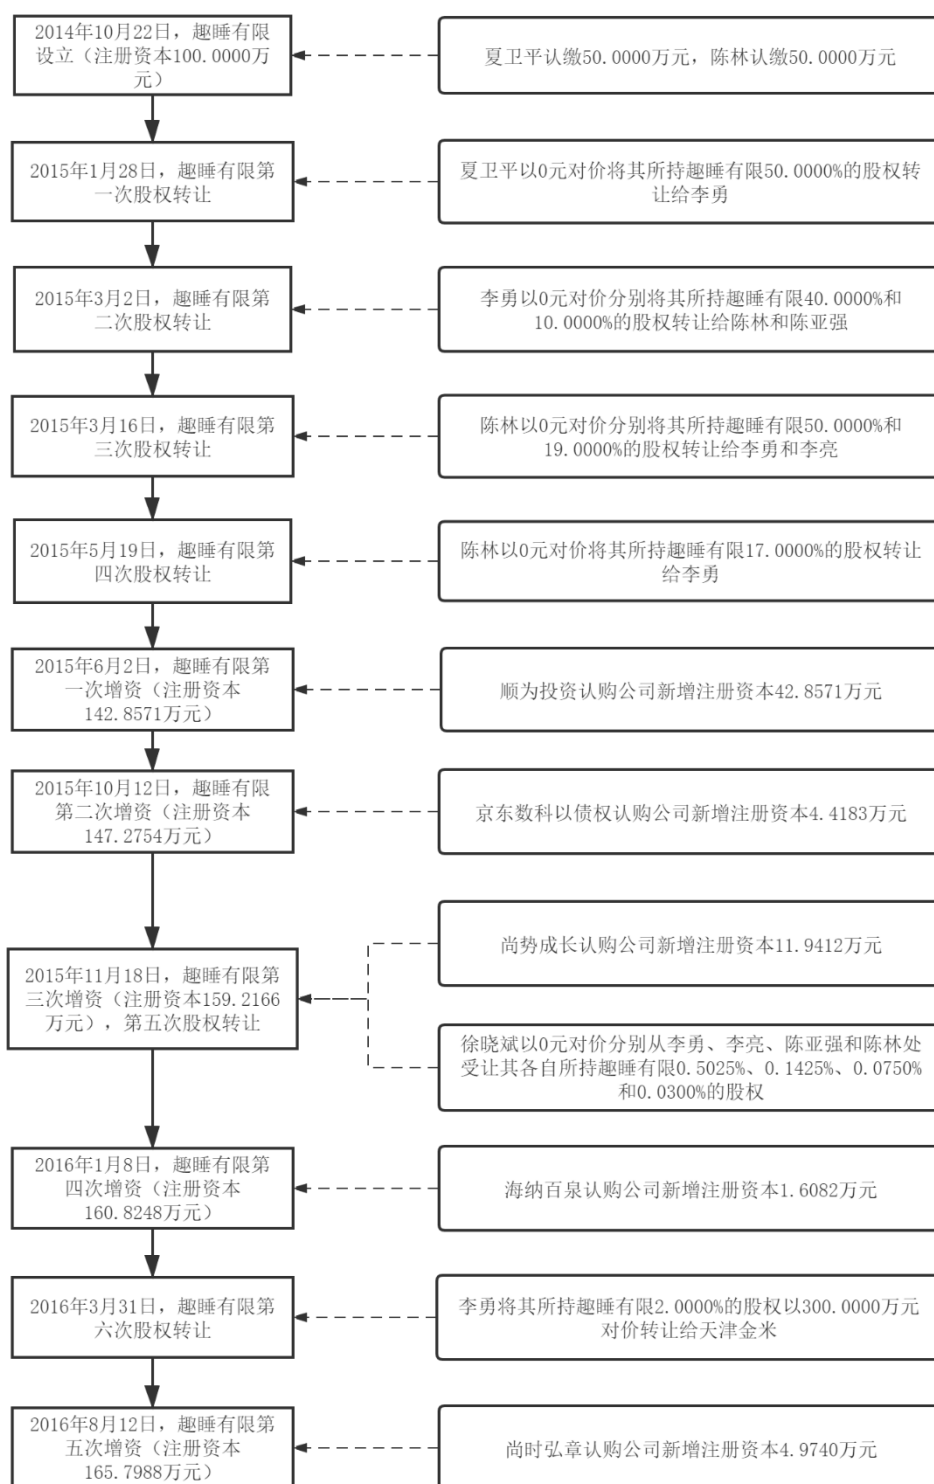 2014年10月22日，趣睡有限
设立（注册资本100.0000万
元）
夏卫平认缴50.0000万元，陈林认缴50.0000万元
2015年1月28日，趣睡有限第
一次股权转让
夏卫平以0元对价将其所持趣睡有限50.0000%的股权转
让给李勇
2015年3月2日，趣睡有限第
二次股权转让
李勇以0元对价分别将其所持趣睡有限40.0000%和
10.0000%的股权转让给陈林和陈亚强
2015年3月16日，趣睡有限第
三次股权转让
陈林以0元对价分别将其所持趣睡有限50.0000%和
19.0000%的股权转让给李勇和李亮
2015年5月19日，趣睡有限第
四次股权转让
陈林以0元对价将其所持趣睡有限17.0000%的股权转让
给李勇
2015年6月2日，趣睡有限第
一次增资（注册资本
142.8571万元）
顺为投资认购公司新增注册资本42.8571万元
2015年10月12日，趣睡有限
第二次增资（注册资本
147.2754万元）
京东数科以债权认购公司新增注册资本4.4183万元
2015年11月18日，趣睡有限第
三次增资（注册资本159.2166
万元），第五次股权转让
尚势成长认购公司新增注册资本11.9412万元
徐晓斌以0元对价分别从李勇、李亮、陈亚强和陈林处
受让其各自所持趣睡有限0.5025%、0.1425%、0.0750%
和0.0300%的股权
2016年1月8日，趣睡有限第
四次增资（注册资本
160.8248万元）
海纳百泉认购公司新增注册资本1.6082万元
2016年3月31日，趣睡有限第
六次股权转让
李勇将其所持趣睡有限2.0000%的股权以300.0000万元
对价转让给天津金米
2016年8月12日，趣睡有限第
五次增资（注册资本
165.7988万元）
尚时弘章认购公司新增注册资本4.9740万元